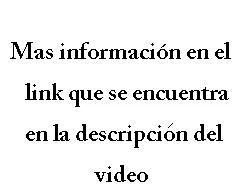 Mas información en el
link que se encuentra
en la descripción del
video